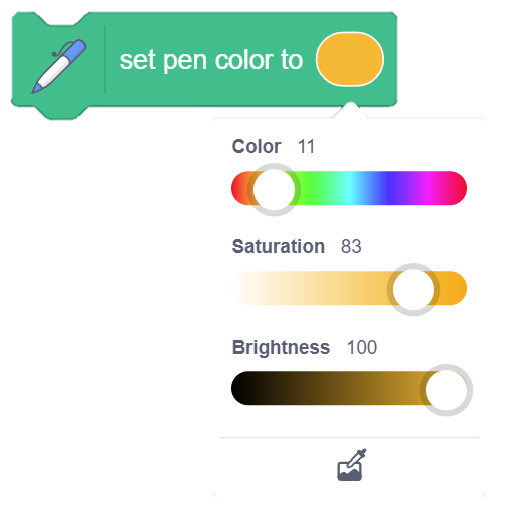 set pen color to
Color 11
Saturation 83
Brightness 100